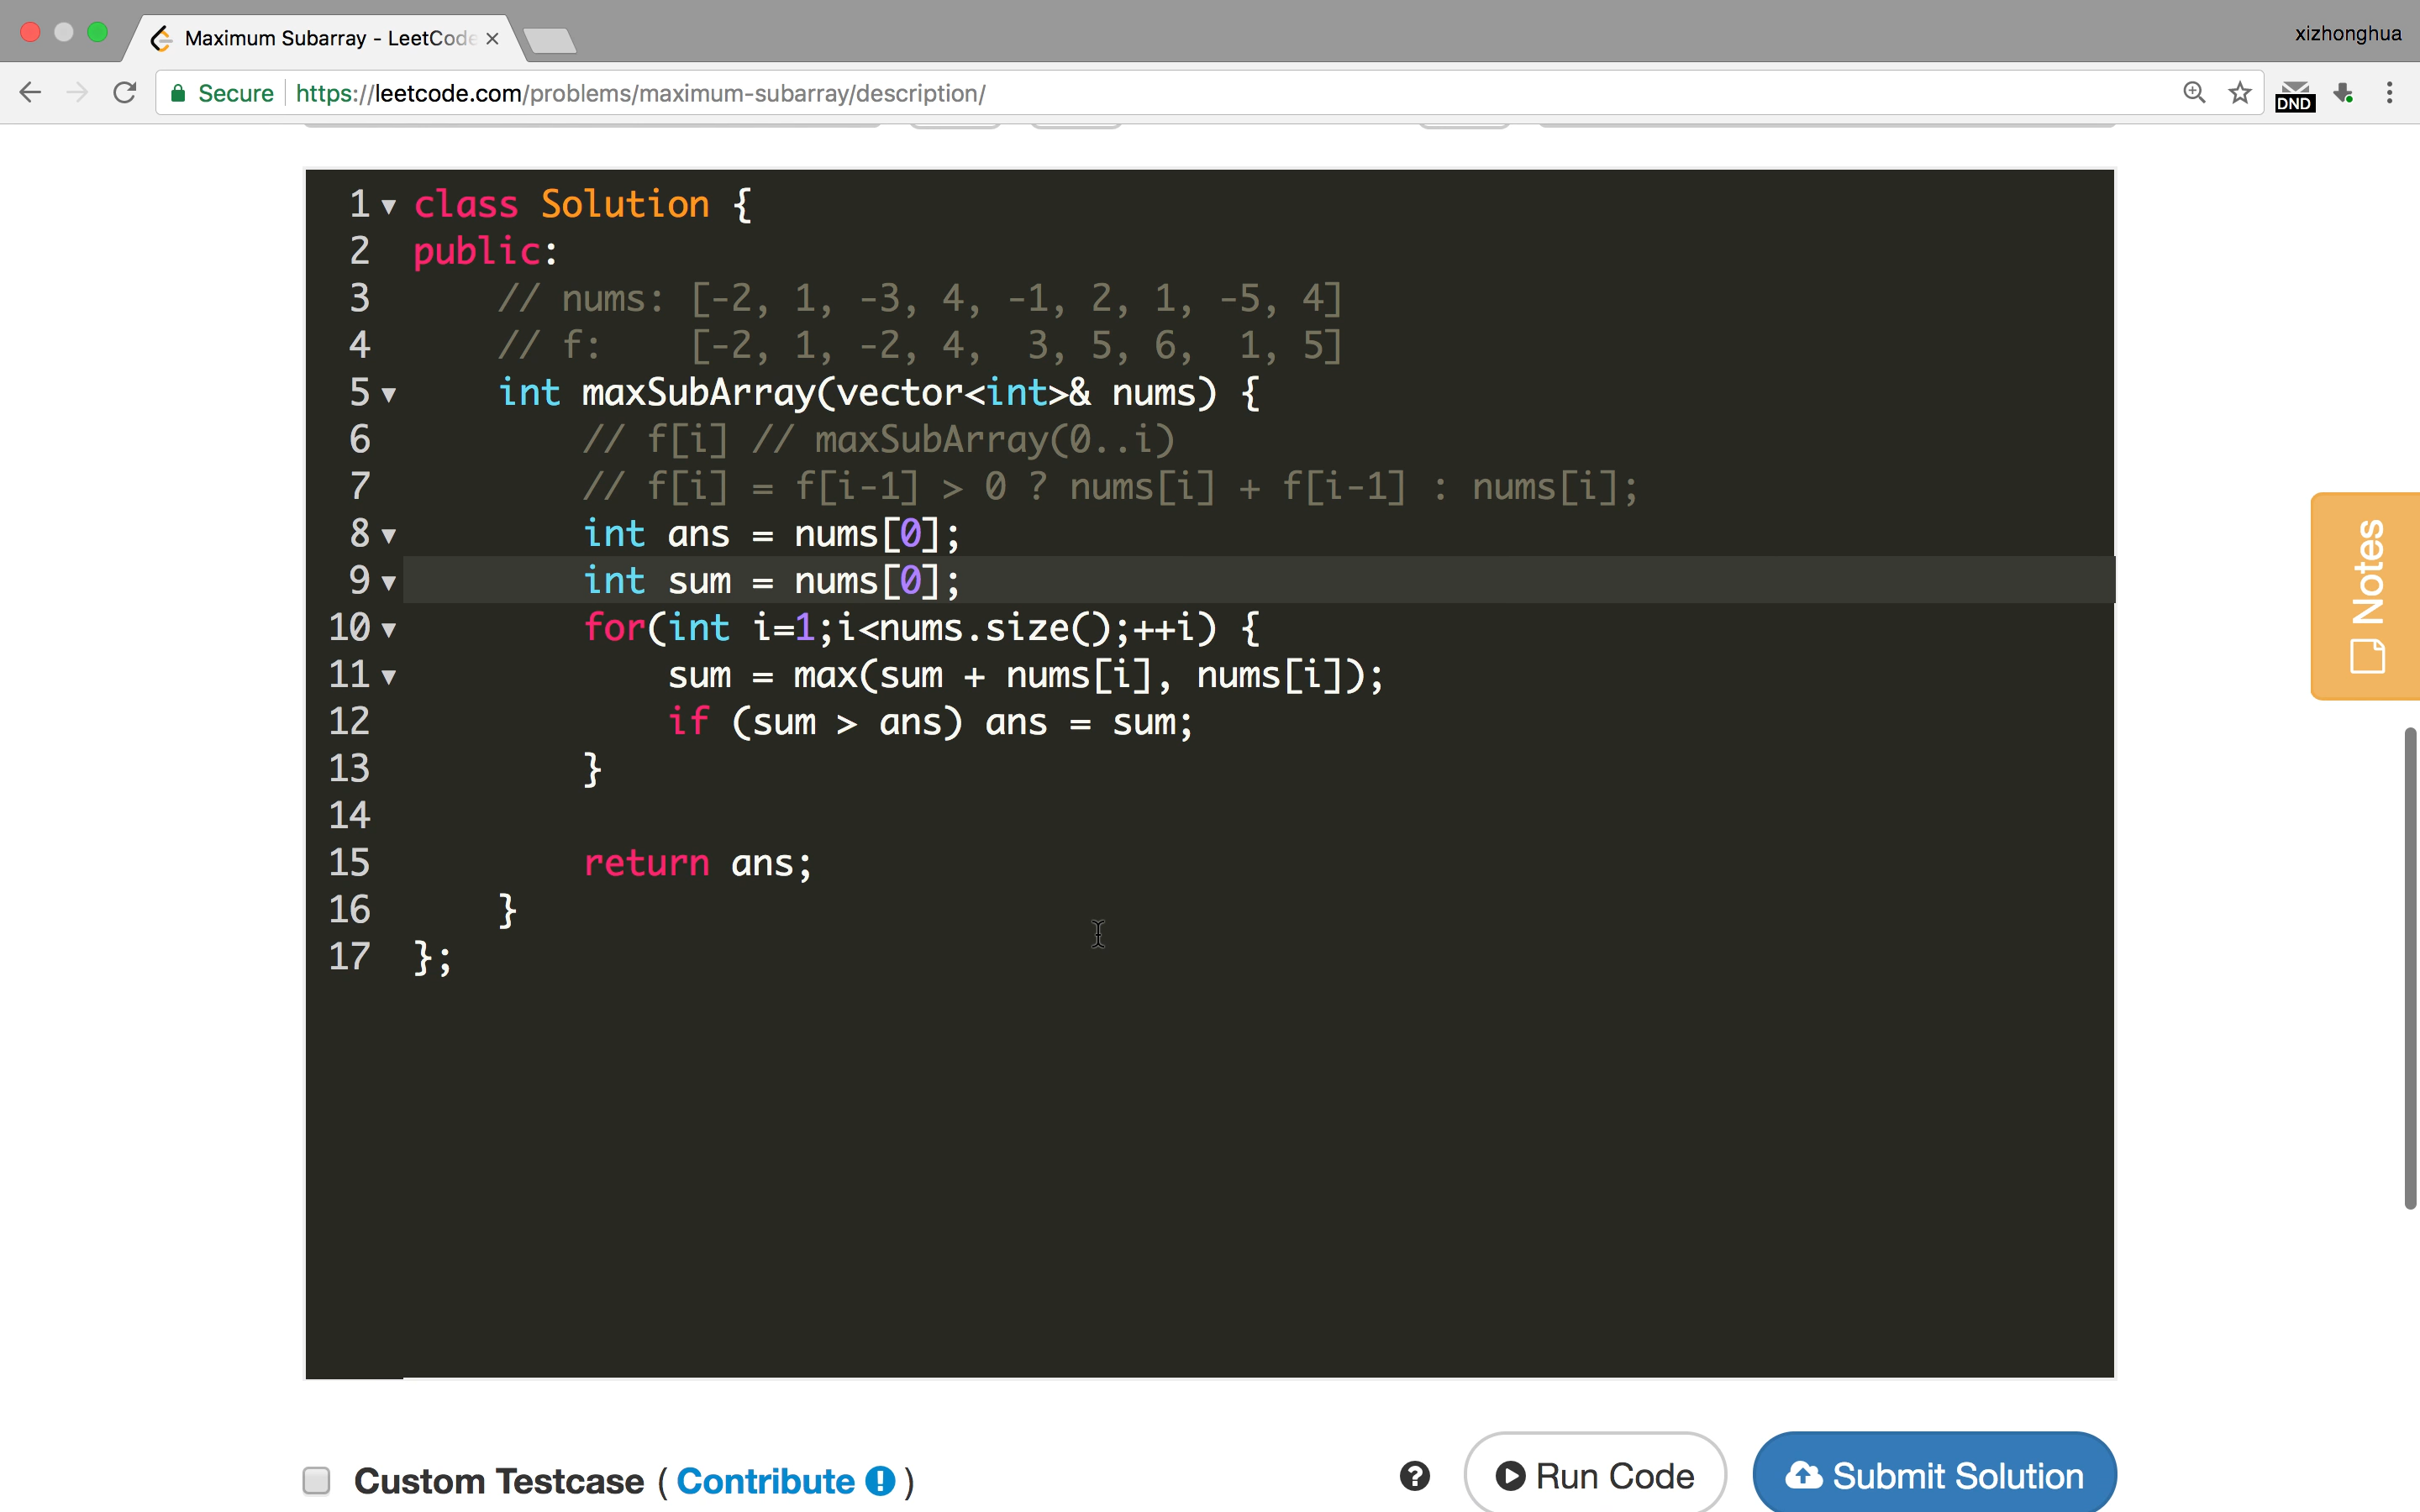 Maximum Subarray - LeetCode
xizhonghua
Secure https://leetcode.com/problems/maximum-subarray/description/
DND
1 class Solution {
2 public:
3 // nums: [-2, 1, -3, 4, -1, 2, 1, -5, 4]
4 // f:    [-2, 1, -2, 4,  3, 5, 6,  1, 5]
5 int maxSubArray(vector<int>& nums) {
6 // f[i] // maxSubArray(0..i)
7 // f[i] = f[i-1] > 0 ? nums[i] + f[i-1] : nums[i];
8 int ans = nums[0];
9 int sum = nums[0];
10 for(int i=1;i<nums.size();++i) {
11 sum = max(sum + nums[i], nums[i]);
12 if (sum > ans) ans = sum;
13 }
14
15 return ans;
16 }
17 };
Notes
Custom Testcase ( Contribute ! )
? Run Code Submit Solution